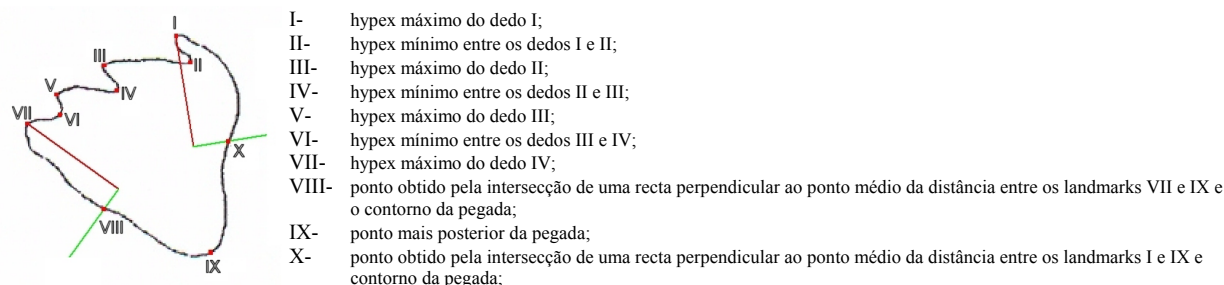 I
II
III
IV
V
VI
VII
VIII
IX
X
I- hypex máximo do dedo I;
II- hypex mínimo entre os dedos I e II;
III- hypex máximo do dedo II;
IV- hypex mínimo entre os dedos II e III;
V- hypex máximo do dedo III;
VI- hypex mínimo entre os dedos III e IV;
VII- hypex máximo do dedo IV;
VIII- ponto obtido pela intersecção de uma recta perpendicular ao ponto médio da distância entre os landmarks VII e IX e
o contorno da pegada;
IX- ponto mais posterior da pegada;
X- ponto obtido pela intersecção de uma recta perpendicular ao ponto médio da distância entre os landmarks I e IX e
contorno da pegada;